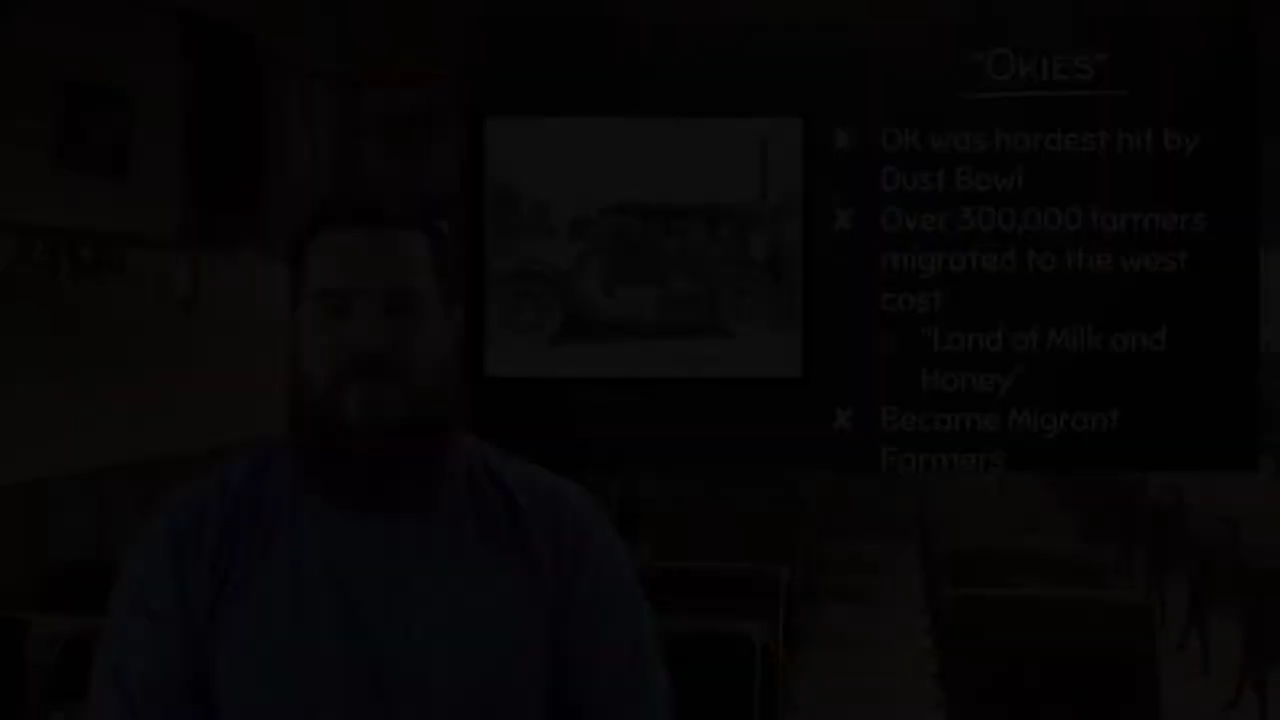 "OKIES"
OK was hardest hit by
Dust Bowl
Over 300,000 farmers
migrated to the west
cost
"Land of Milk and
Honey"
Became Migrant
Farmers